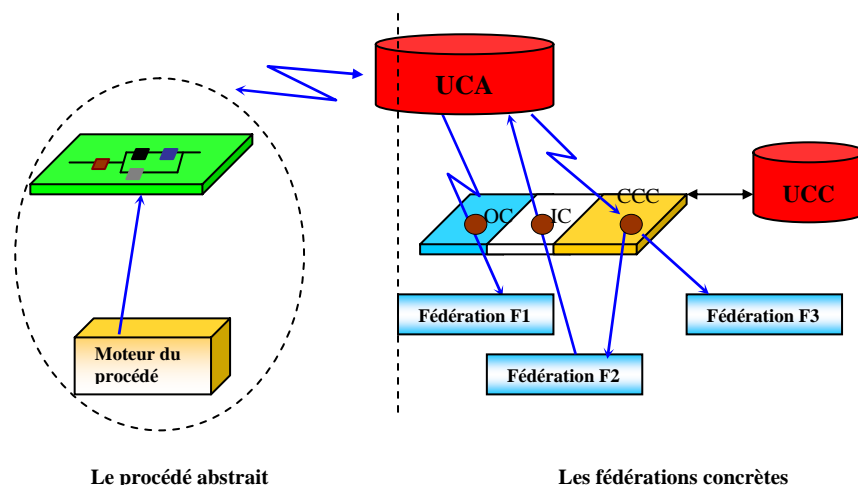 UCA
CCC
UCC
OC
IC
Fédération F1
Fédération F3
Moteur du
procédé
Fédération F2
Le procédé abstrait
Les fédérations concrètes